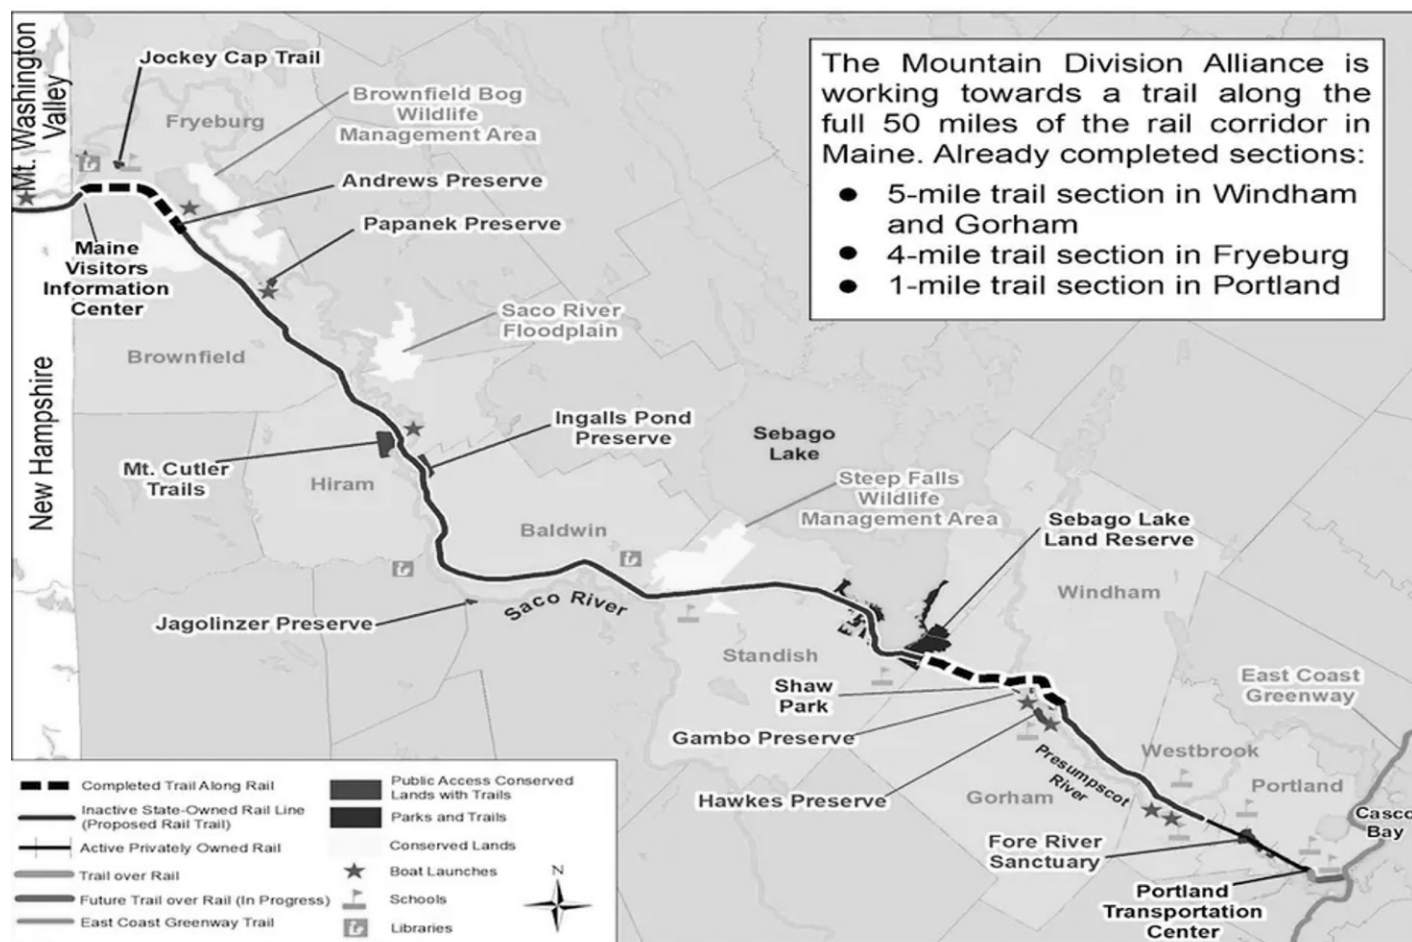 Mt. Washington
Valley
Jockey Cap Trail
Fryeburg
Brownfield Bog
Wildlife
Management Area
Andrews Preserve
Papanek Preserve
Maine
Visitors
Information
Center
The Mountain Division Alliance is
working towards a trail along the
full 50 miles of the rail corridor in
Maine. Already completed sections:
● 5-mile trail section in Windham
and Gorham
● 4-mile trail section in Fryeburg
● 1-mile trail section in Portland
Saco River
Floodplain
Brownfield
New Hampshire
Ingalls Pond
Preserve
Sebago
Lake
Mt. Cutler
Trails
Hiram
Steep Falls
Wildlife
Management Area
Baldwin
Sebago Lake
Land Reserve
Windham
Saco River
Jagolinzer Preserve
Standish
East Coast
Greenway
Shaw
Park
Gambo Preserve
Westbrook
Presumpscot
River
Portland
Hawkes Preserve
Gorham
Casco
Bay
Fore River
Sanctuary
Portland
Transportation
Center
Completed Trail Along Rail
Inactive State-Owned Rail Line
(Proposed Rail Trail)
Active Privately Owned Rail
Trail over Rail
Future Trail over Rail (In Progress)
East Coast Greenway Trail
Public Access Conserved
Lands with Trails
Parks and Trails
Conserved Lands
Boat Launches
Schools
Libraries
N